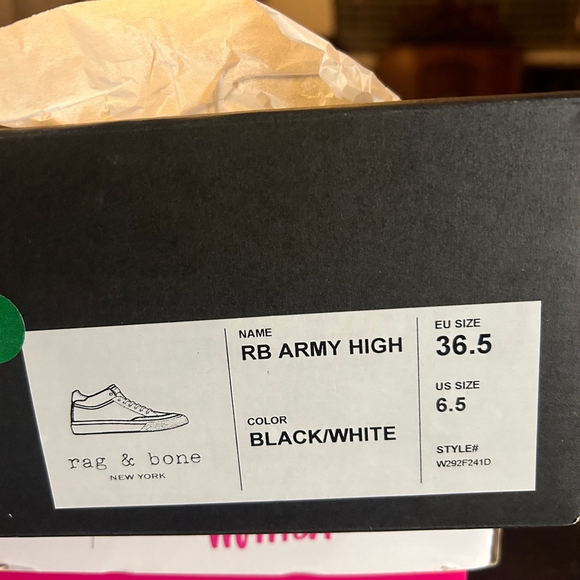 NAME
RB ARMY HIGH
COLOR
BLACK/WHITE
EU SIZE
36.5
US SIZE
6.5
STYLE#
W292F241D
rag & bone
NEW YORK